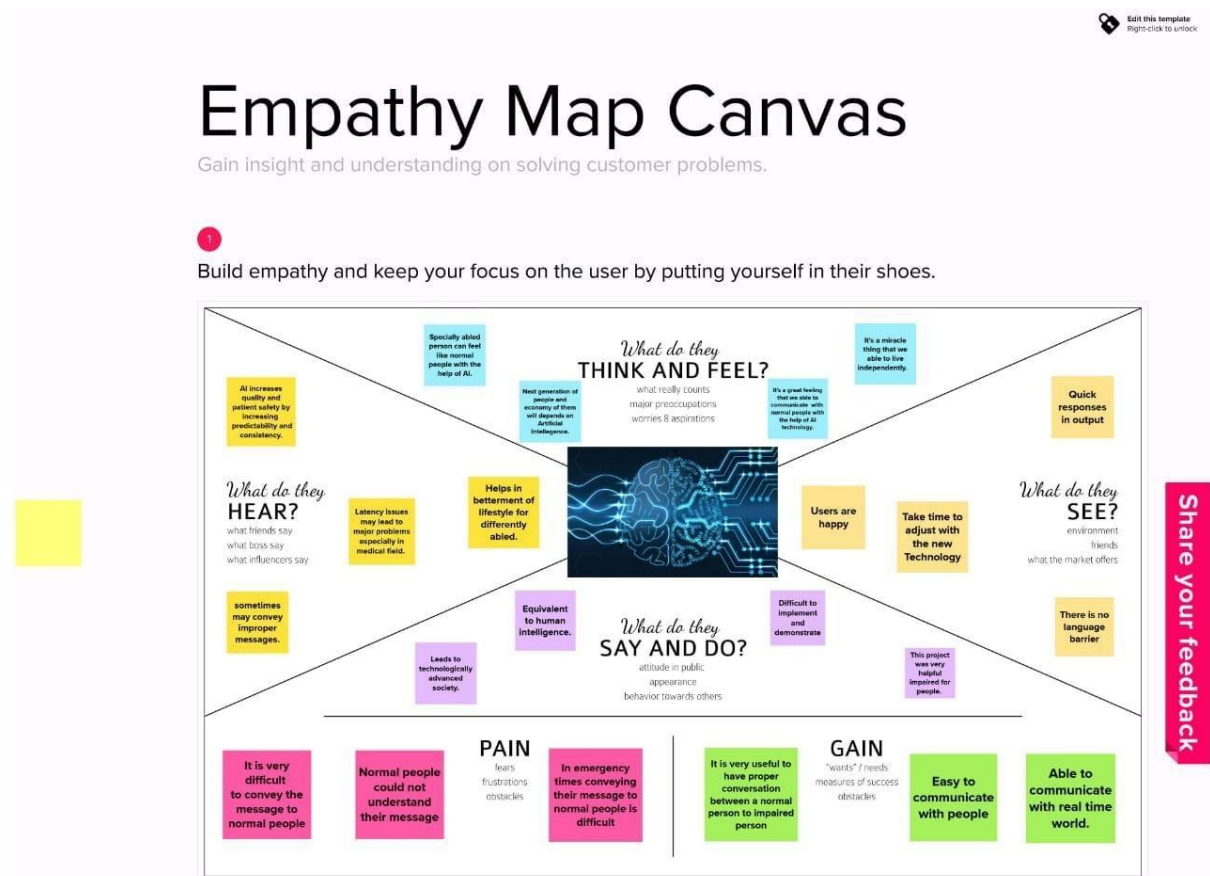 Edit this template
Right-click to unlock
Empathy Map Canvas
Gain insight and understanding on solving customer problems.
1
Build empathy and keep your focus on the user by putting yourself in their shoes.
Specially abled
person can feel
like normal
people with the
help of AI.
Next generation of
people and
economy of them
will depends on
Artificial
Intellegence.
What do they
THINK AND FEEL?
what really counts
major preoccupations
worries & aspirations
It's a great feeling
that we able to
communicate with
normal people with
the help of AI
technology.
It's a miracle
thing that we
able to live
independently.
AI increases
quality and
patient safety by
increasing
predictability and
consistency.
What do they
HEAR?
what friends say
what boss say
what influencers say
Latency issues
may lead to
major problems
especially in
medical field.
Helps in
betterment of
lifestyle for
differently
abled.
sometimes
may convey
improper
messages.
Quick
responses
in output
Users are
happy
Take time to
adjust with
the new
Technology
What do they
SEE?
environment
friends
what the market offers
There is no
language
barrier
Equivalent
to human
intelligence.
Leads to
technologically
advanced
society.
What do they
SAY AND DO?
attitude in public
appearance
behavior towards others
Difficult to
implement
and
demonstrate
This project
was very
helpful
impaired for
people.
Share your feedback
PAIN
fears
frustrations
obstacles
It is very
difficult
to convey the
message to
normal people
Normal people
could not
understand
their message
In emergency
times conveying
their message to
normal people is
difficult
GAIN
"wants" / needs
measures of success
obstacles
It is very useful to
have proper
conversation
between a normal
person to impaired
person
Easy to
communicate
with people
Able to
communicate
with real time
world.